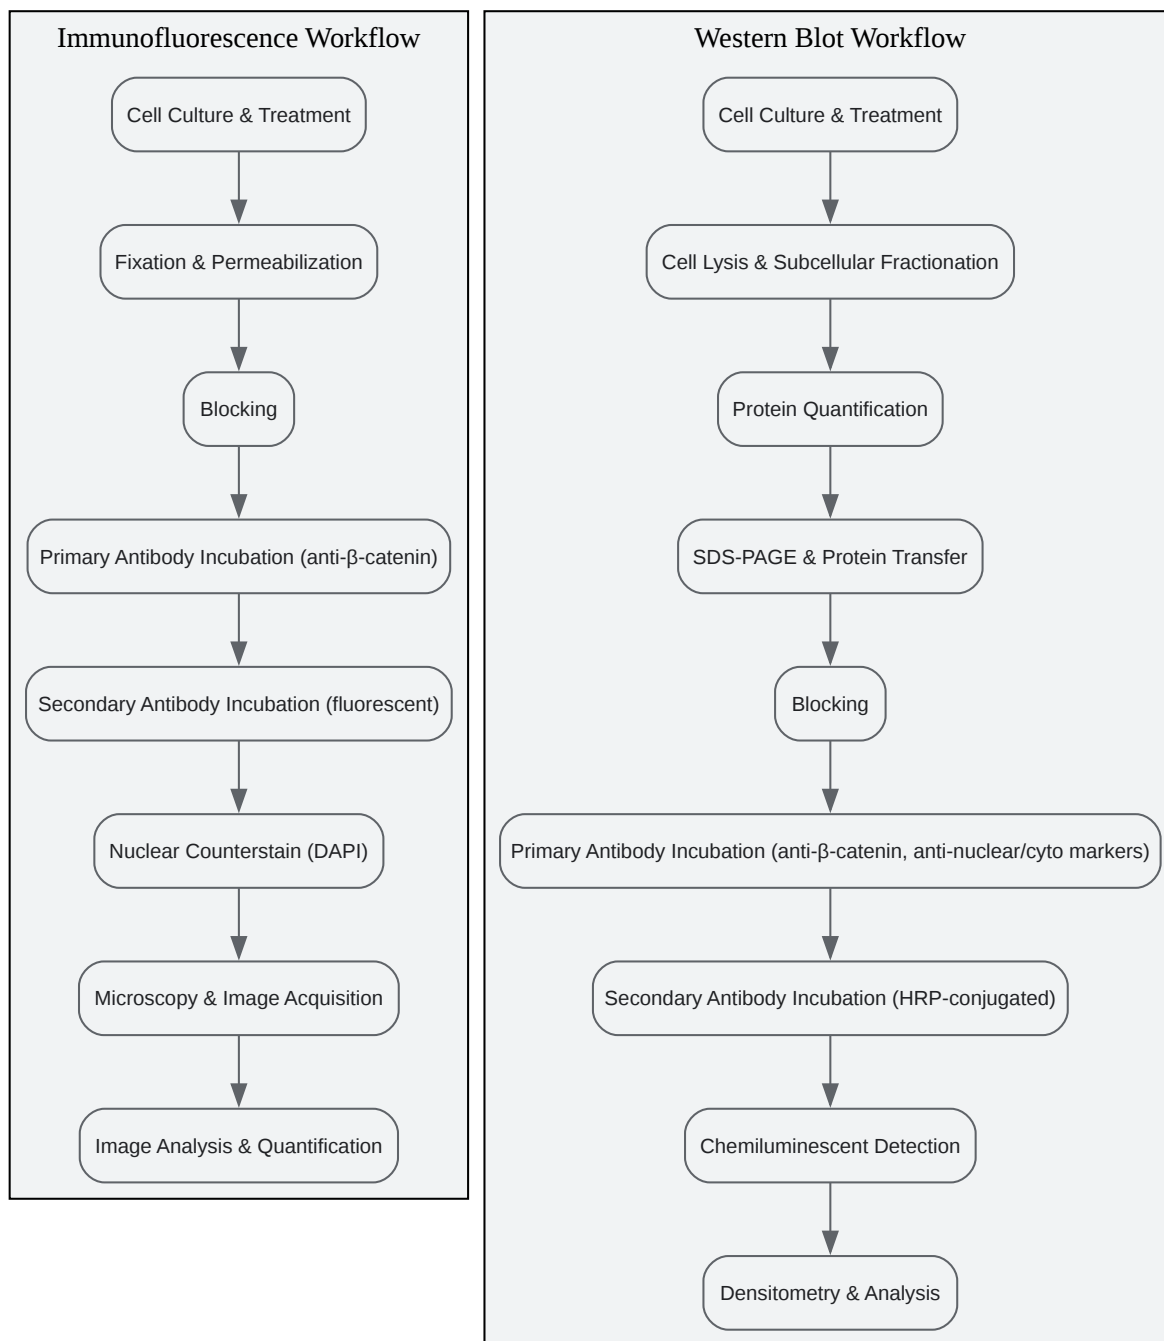 Immunofluorescence Workflow
Cell Culture & Treatment
Fixation & Permeabilization
Blocking
Primary Antibody Incubation (anti-β-catenin)
Secondary Antibody Incubation (fluorescent)
Nuclear Counterstain (DAPI)
Microscopy & Image Acquisition
Image Analysis & Quantification
Western Blot Workflow
Cell Culture & Treatment
Cell Lysis & Subcellular Fractionation
Protein Quantification
SDS-PAGE & Protein Transfer
Blocking
Primary Antibody Incubation (anti-β-catenin, anti-nuclear/cyto markers)
Secondary Antibody Incubation (HRP-conjugated)
Chemiluminescent Detection
Densitometry & Analysis